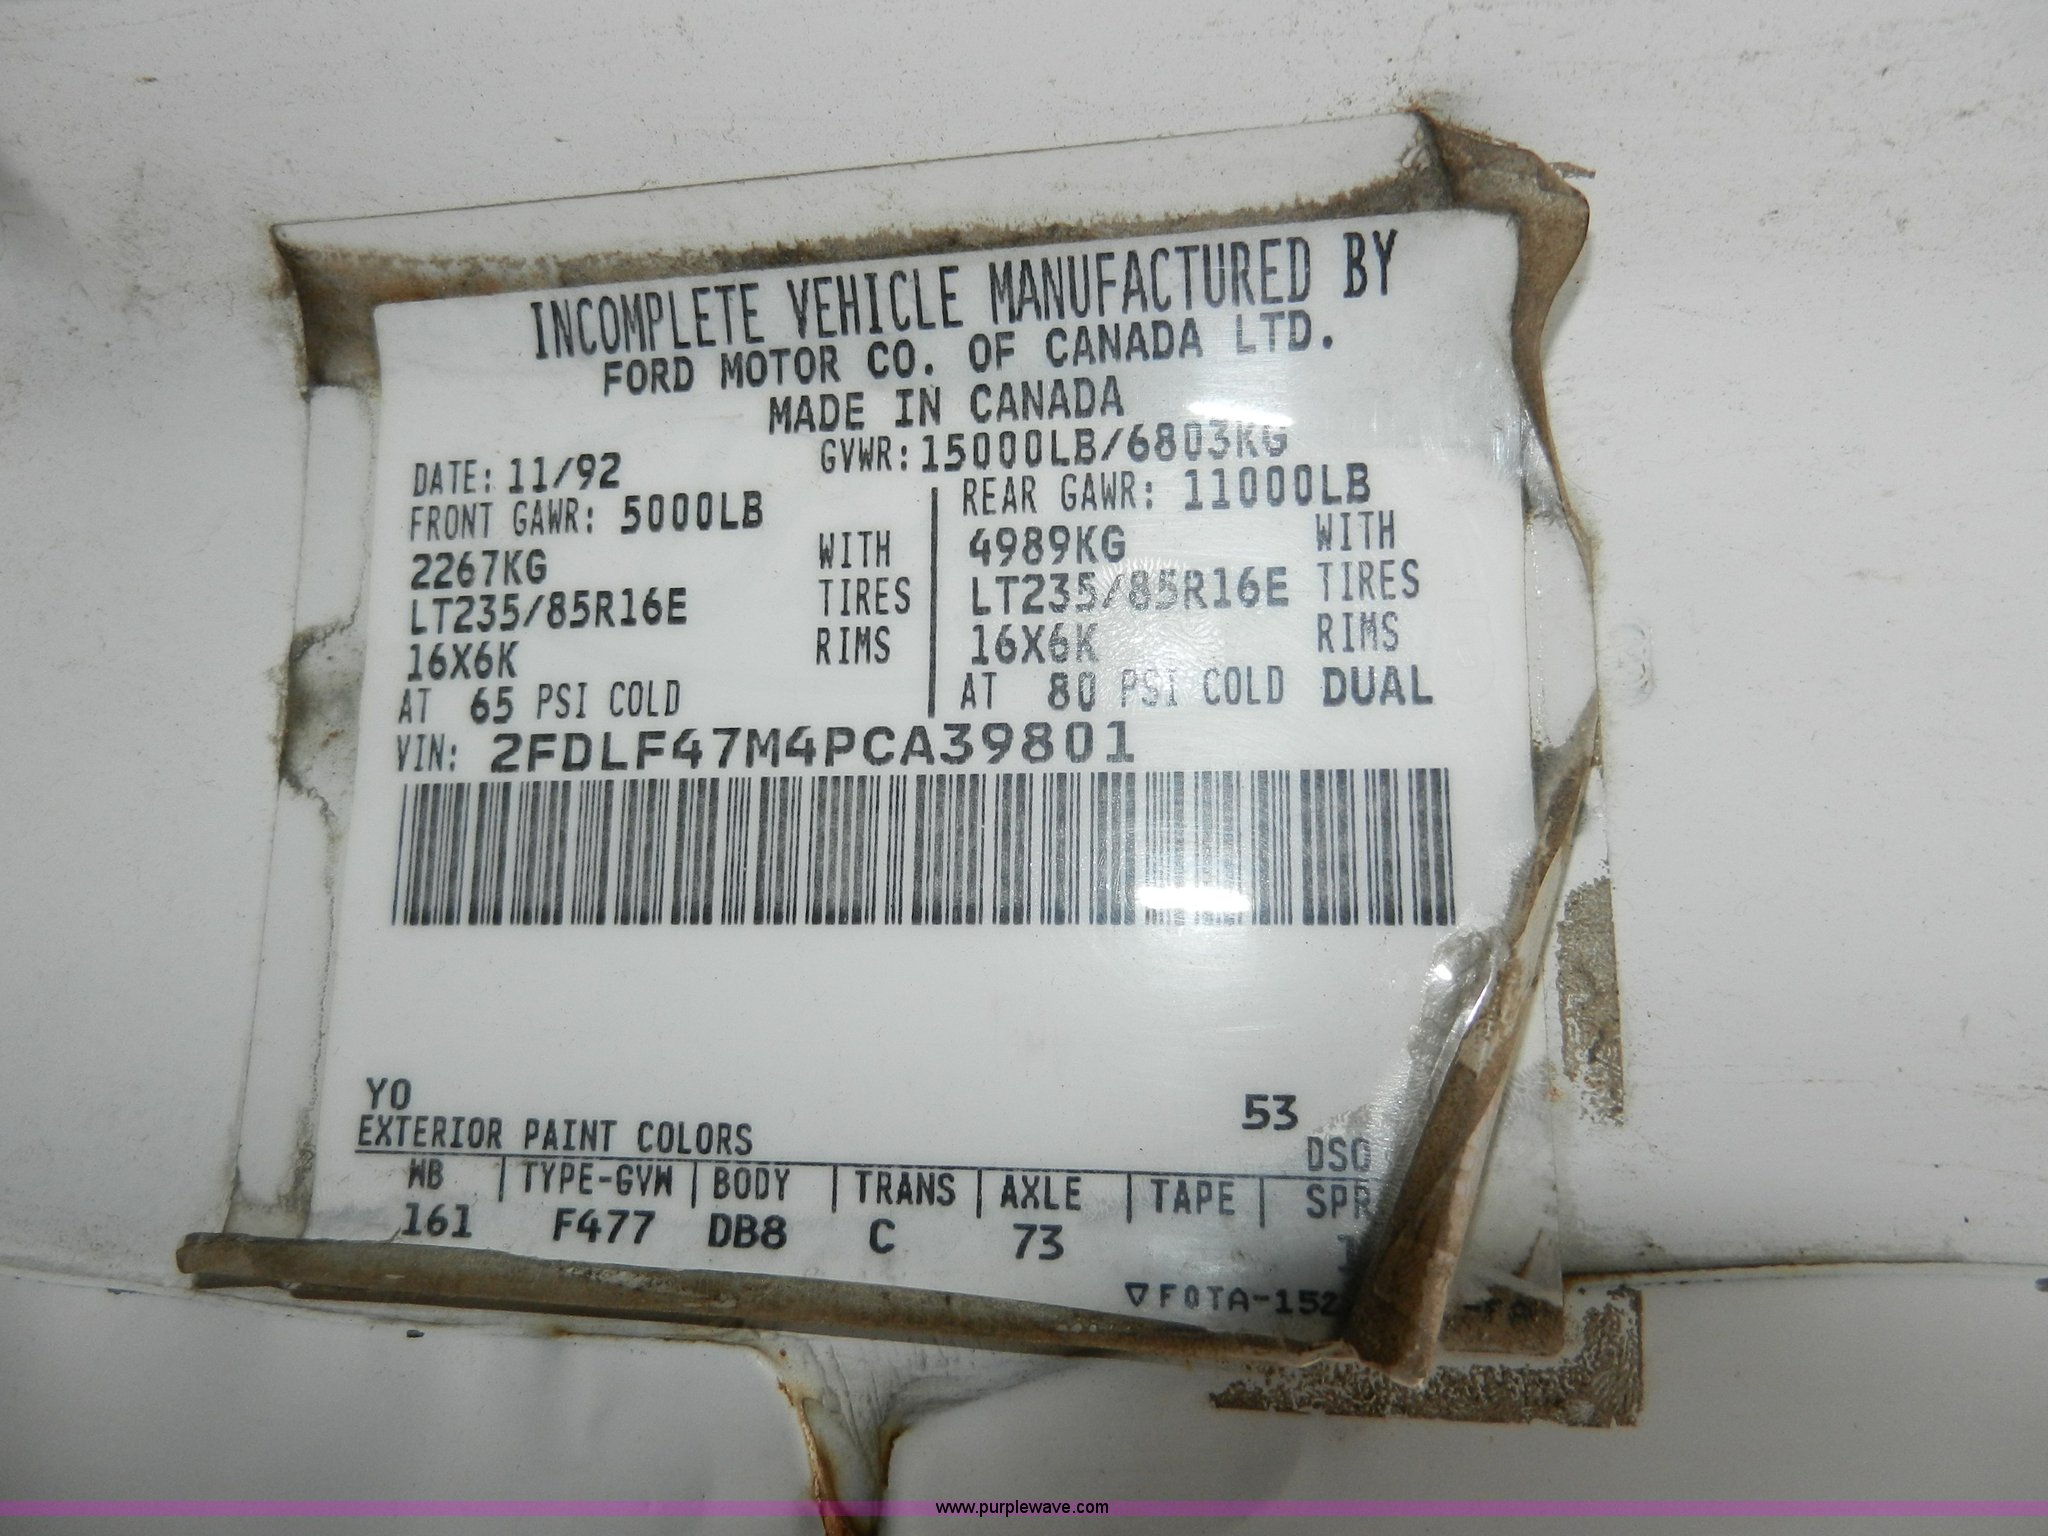 INCOMPLETE VEHICLE MANUFACTURED BY
FORD MOTOR CO. OF CANADA LTD.
MADE IN CANADA
DATE: 11/92 GVWR: 15000LB/6803KG
FRONT GAWR: 5000LB REAR GAWR: 11000LB
2267KG WITH 4989KG WITH
LT235/85R16E TIRES LT235/85R16E TIRES
16X6K RIMS 16X6K RIMS
AT 65 PSI COLD AT 80 PSI COLD DUAL
VIN: 2FDLF47M4PCA39801
YO 53
EXTERIOR PAINT COLORS DSO
WB | TYPE-GVW | BODY | TRANS | AXLE | TAPE | SPR
161 F477 DB8 C 73
▽F0TA-152
www.purplewave.com